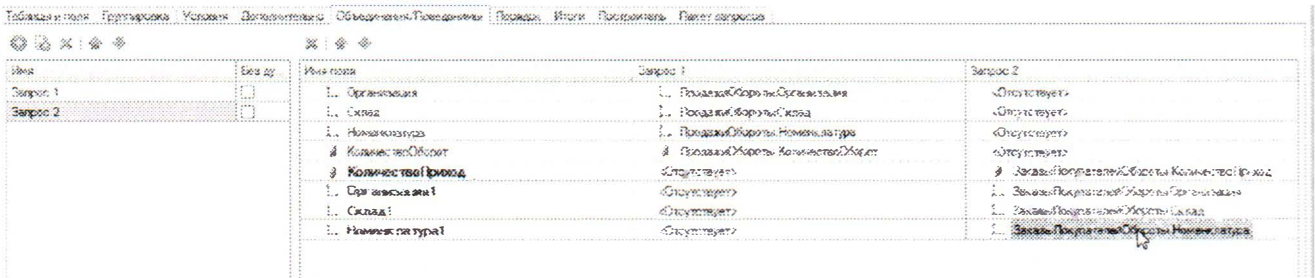 Таблицы и поля Группировка Условия Дополнительно Объединения/Псевдонимы Порядок Итоги Построитель Пакет запросов
Имя Без ду... Имя поля Запрос 1 Запрос 2
Запрос 1 Организация ПродажиОбороты.Организация <Отсутствует>
Запрос 2 Склад ПродажиОбороты.Склад <Отсутствует>
Номенклатура ПродажиОбороты.Номенклатура <Отсутствует>
КоличествоОборот ПродажиОбороты.КоличествоОборот <Отсутствует>
КоличествоПриход <Отсутствует> ЗаказыПокупателейОбороты.КоличествоПриход
Организация1 <Отсутствует> ЗаказыПокупателейОбороты.Организация
Склад1 <Отсутствует> ЗаказыПокупателейОбороты.Склад
Номенклатура1 <Отсутствует> ЗаказыПокупателейОбороты.Номенклатура